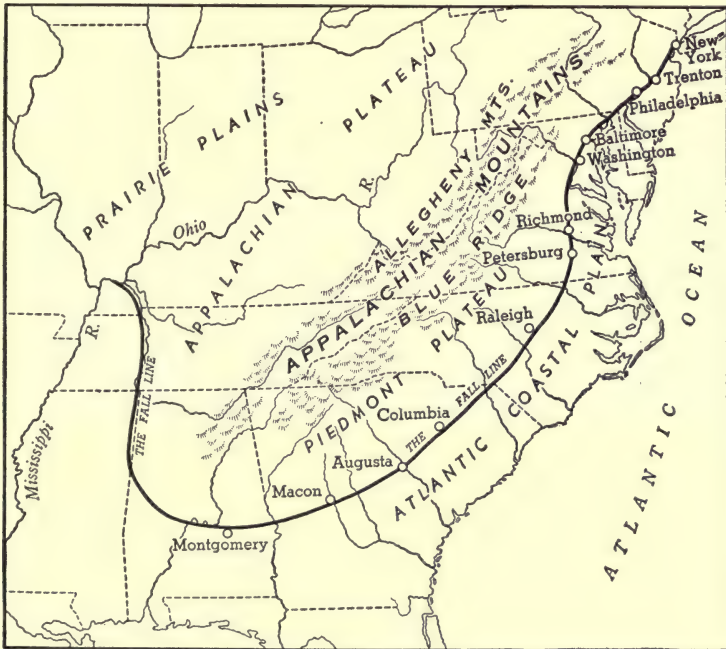 New
York
Trenton
Philadelphia
Baltimore
Washington
PRAIRIE PLAINS PLATEAU
ALLEGHENY MTS.
APPALACHIAN MOUNTAINS
BLUE RIDGE
Ohio R.
APPALACHIAN
Richmond
Petersburg
Raleigh
PIEDMONT PLATEAU
ATLANTIC COASTAL PLAIN
THE FALL LINE
Columbia
Augusta
Macon
Montgomery
THE FALL LINE
Mississippi R.
ATLANTIC OCEAN